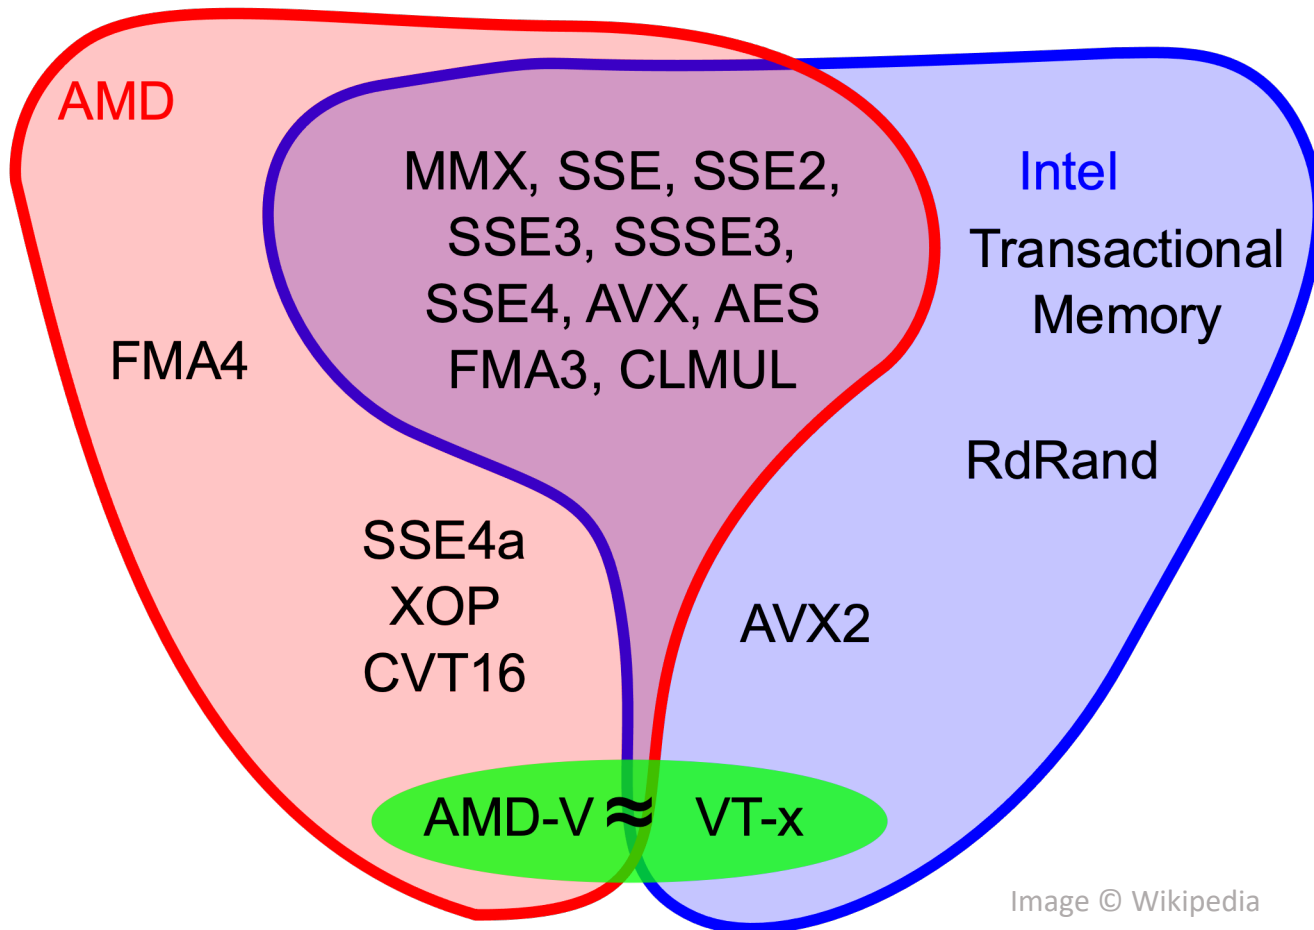 AMD
MMX, SSE, SSE2,
SSE3, SSSE3,
SSE4, AVX, AES
FMA3, CLMUL
Intel
Transactional
Memory
FMA4
RdRand
SSE4a
XOP
CVT16
AVX2
AMD-V ≈ VT-x
Image © Wikipedia